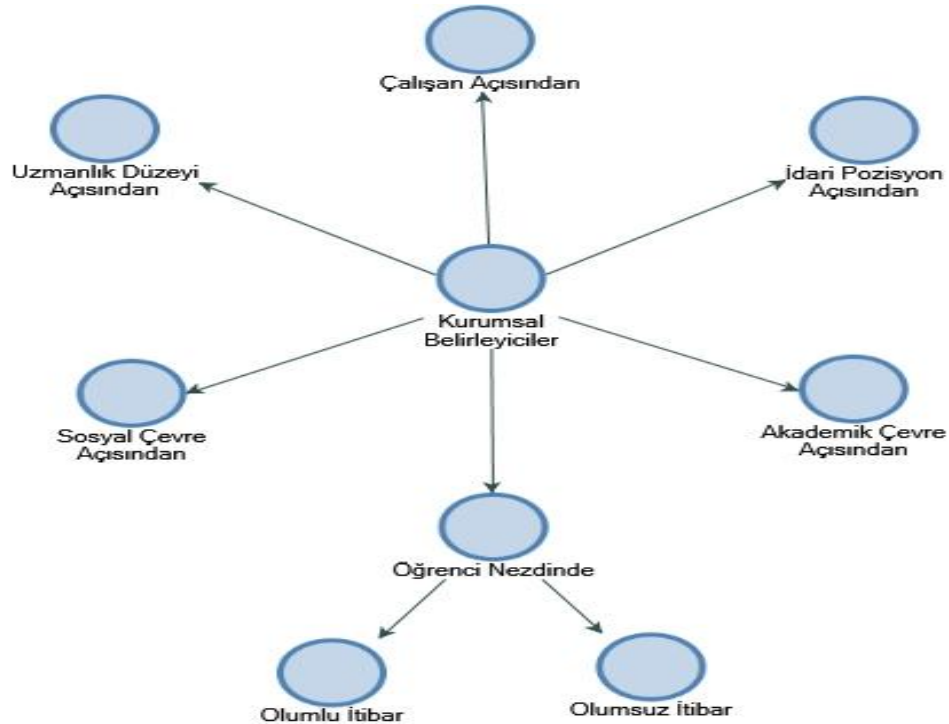 Çalışan Açısından
Uzmanlık Düzeyi
Açısından
İdari Pozisyon
Açısından
Kurumsal
Belirleyiciler
Sosyal Çevre
Açısından
Akademik Çevre
Açısından
Öğrenci Nezdinde
Olumlu İtibar
Olumsuz İtibar